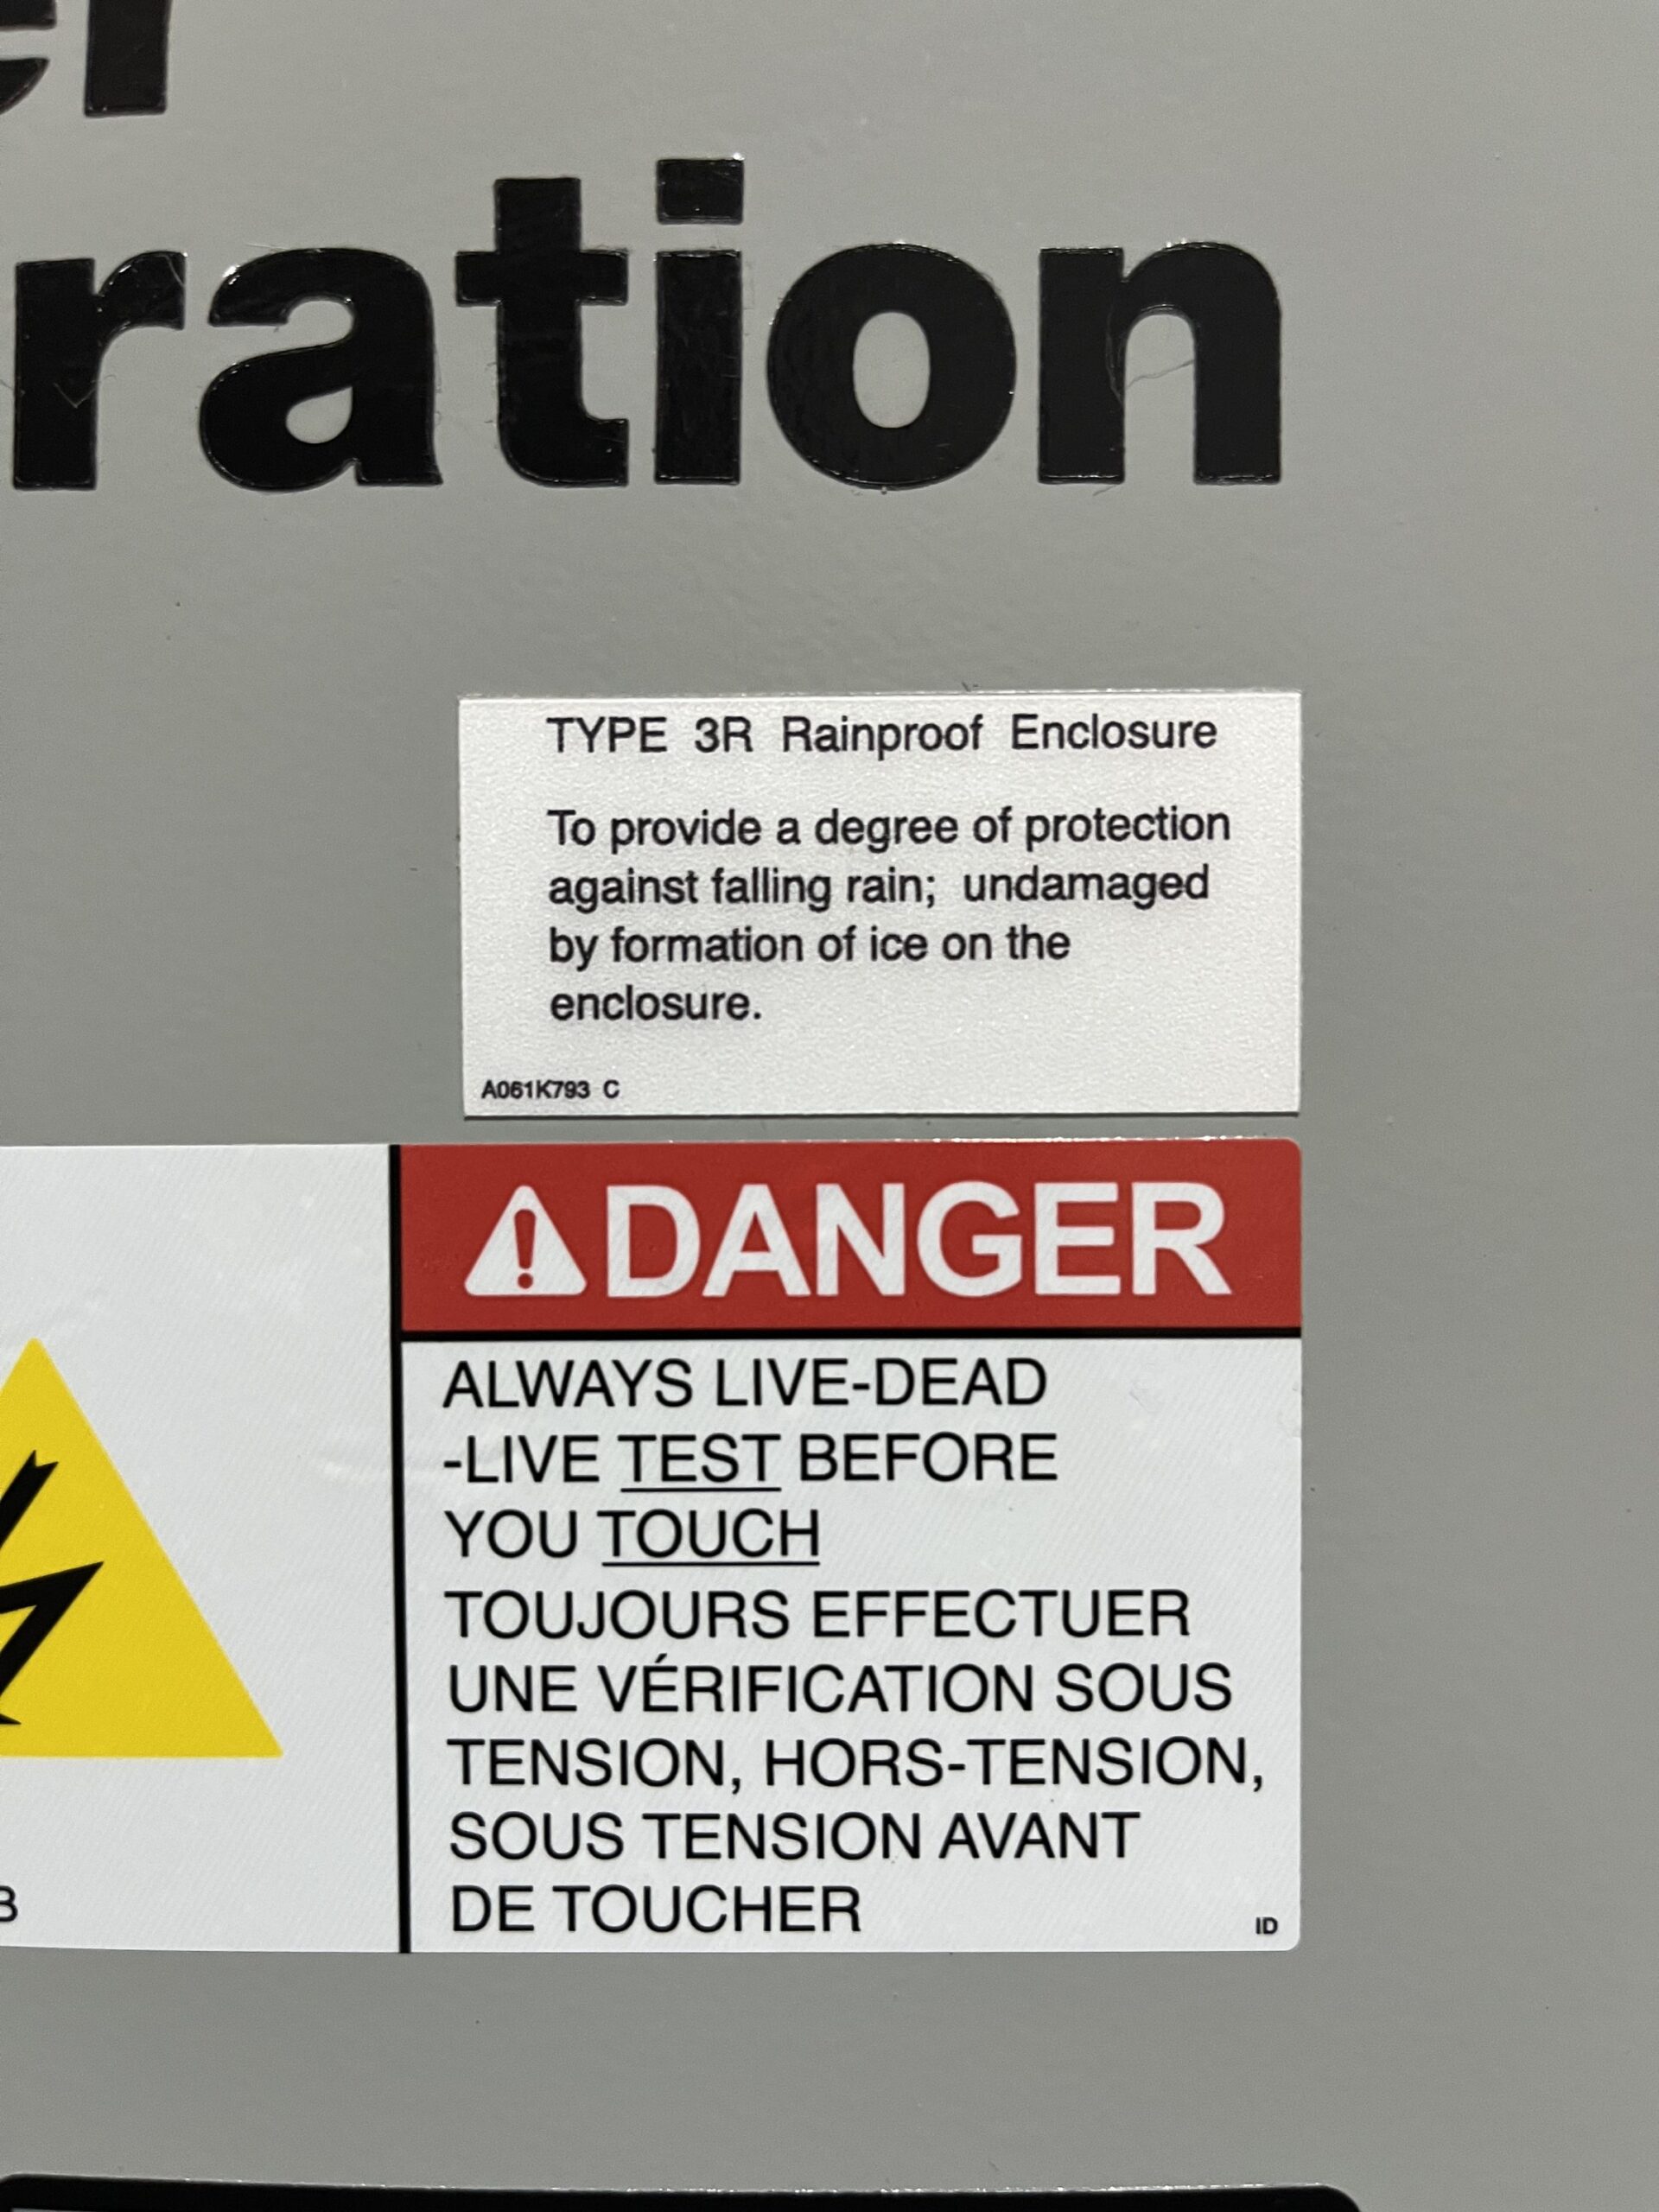 er
ration
TYPE 3R Rainproof Enclosure
To provide a degree of protection
against falling rain; undamaged
by formation of ice on the
enclosure.
A061K793 C
DANGER
ALWAYS LIVE-DEAD
-LIVE TEST BEFORE
YOU TOUCH
TOUJOURS EFFECTUER
UNE VÉRIFICATION SOUS
TENSION, HORS-TENSION,
SOUS TENSION AVANT
DE TOUCHER
B
ID